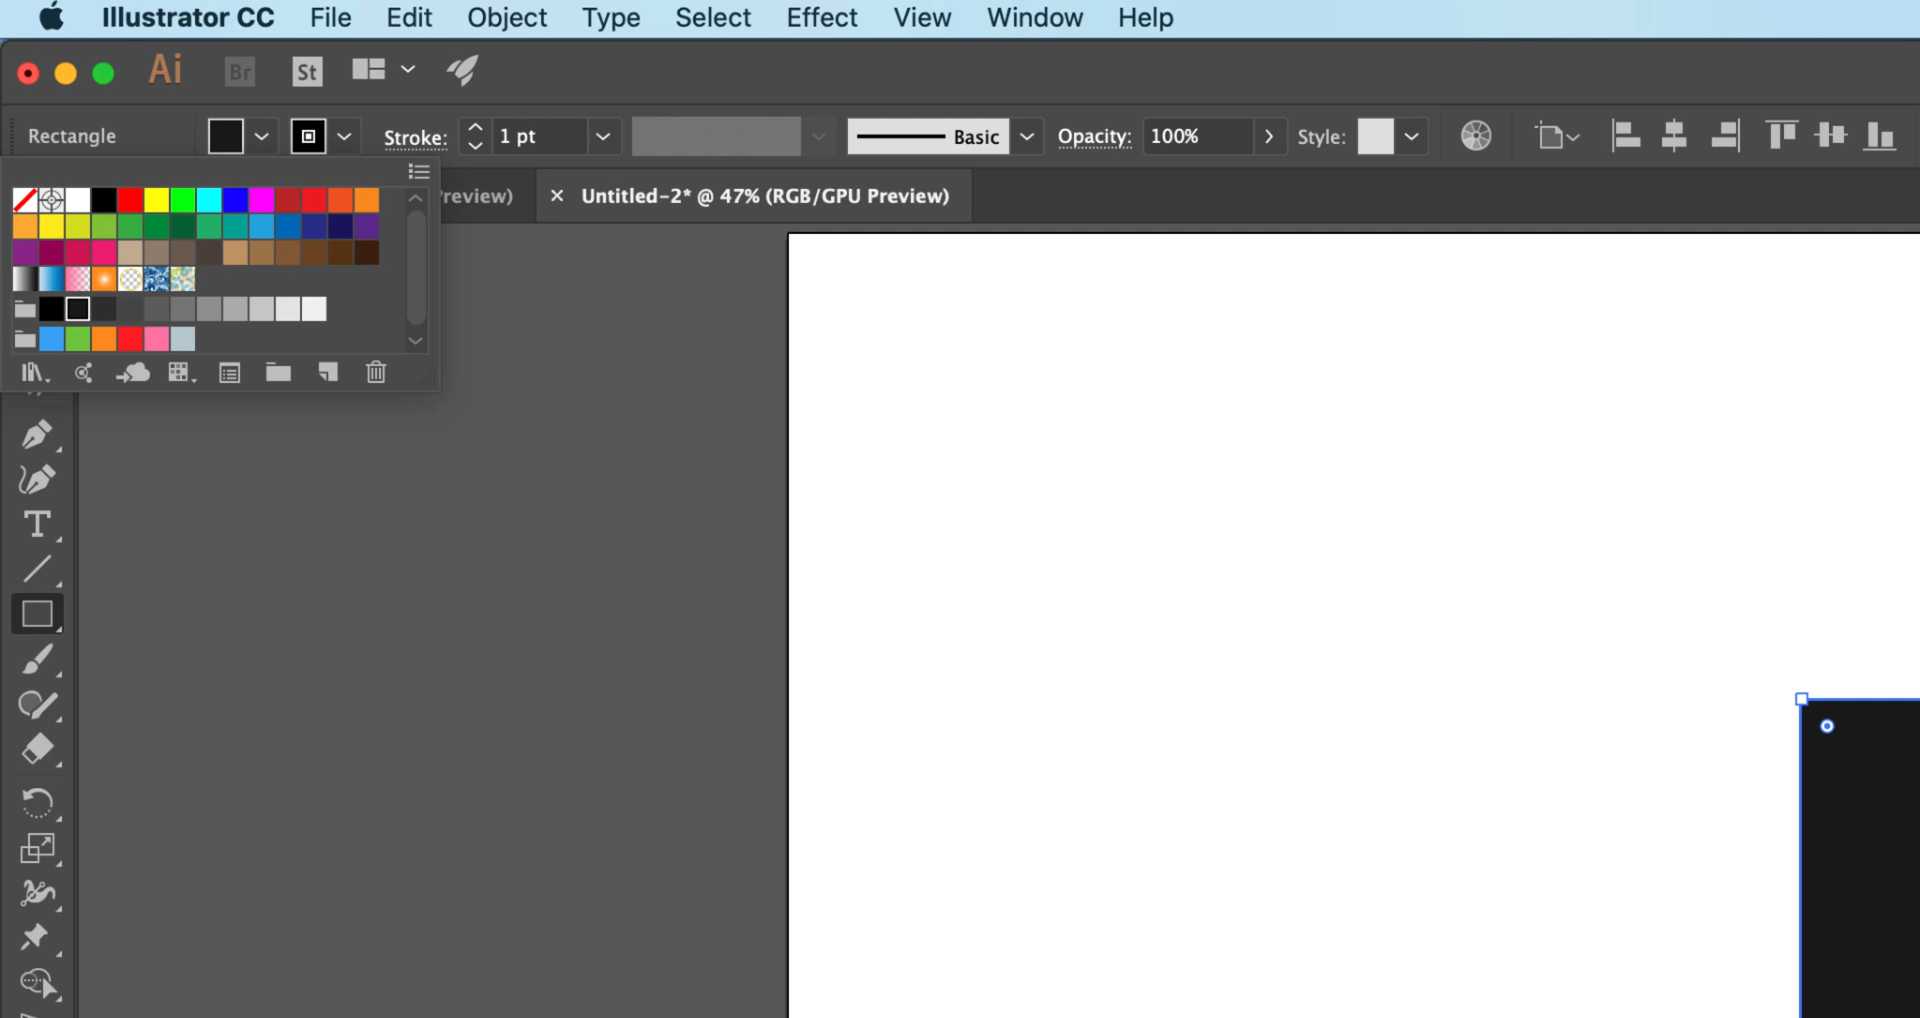 Illustrator CC File Edit Object Type Select Effect View Window Help
Ai Br St
Rectangle Stroke: 1 pt Basic Opacity: 100% Style:
review) × Untitled-2* @ 47% (RGB/GPU Preview)
T